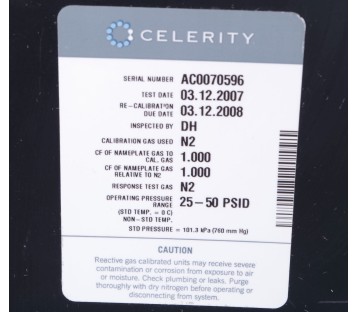 CELERITY
SERIAL NUMBER AC0070596
TEST DATE 03.12.2007
RE-CALIBRATION DUE DATE 03.12.2008
INSPECTED BY DH
CALIBRATION GAS USED N2
CF OF NAMEPLATE GAS TO CAL. GAS 1.000
CF OF NAMEPLATE GAS RELATIVE TO N2 1.000
RESPONSE TEST GAS N2
OPERATING PRESSURE RANGE 25-50 PSID
(STD TEMP. = 0 C)
NON-STD TEMP.
STD PRESSURE = 101.3 kPa (760 mm Hg)
CAUTION
Reactive gas calibrated units may receive severe
contamination or corrosion from exposure to air
or moisture. Check plumbing or leaks. Purge
thoroughly with dry nitrogen before operating or
disconnecting from system.